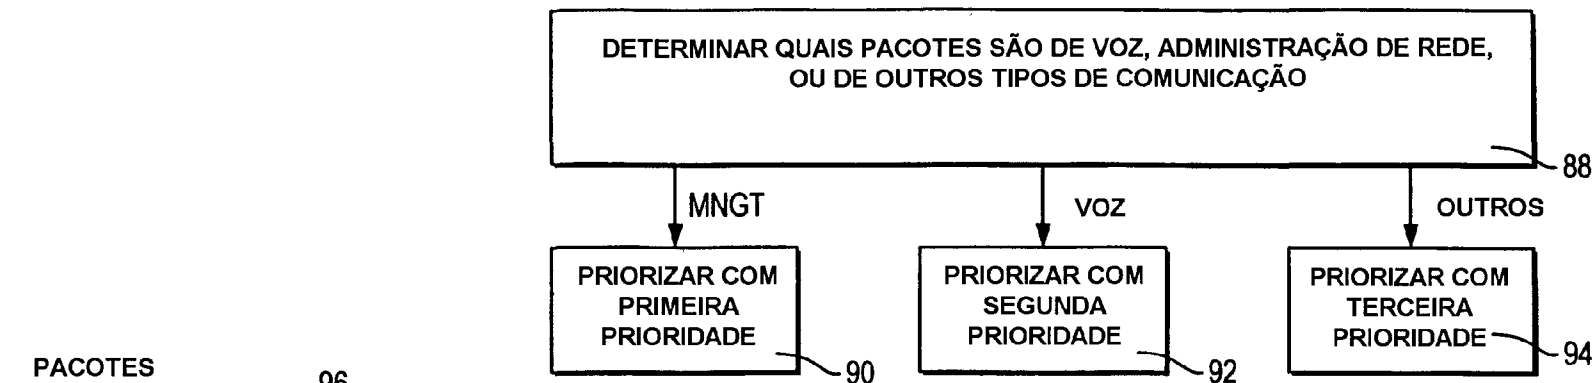 DETERMINAR QUAIS PACOTES SÃO DE VOZ, ADMINISTRAÇÃO DE REDE,
OU DE OUTROS TIPOS DE COMUNICAÇÃO
88
MNGT
VOZ
OUTROS
PRIORIZAR COM
PRIMEIRA
PRIORIDADE
90
PRIORIZAR COM
SEGUNDA
PRIORIDADE
92
PRIORIZAR COM
TERCEIRA
PRIORIDADE
94
PACOTES
96